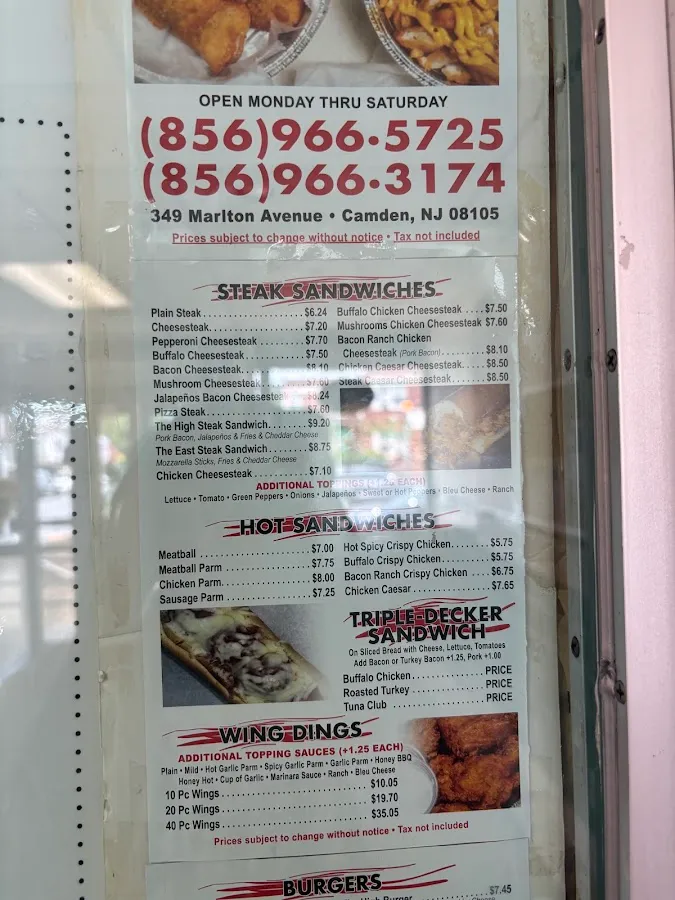 OPEN MONDAY THRU SATURDAY
(856)966•5725
(856)966•3174
349 Marlton Avenue • Camden, NJ 08105
Prices subject to change without notice • Tax not included
STEAK SANDWICHES
Plain Steak.....................$6.24
Cheesesteak.....................$7.20
Pepperoni Cheesesteak...........$7.70
Buffalo Cheesesteak.............$7.50
Bacon Cheesesteak...............$8.10
Mushroom Cheesesteak............$7.60
Jalapeños Bacon Cheesesteak $8.24
Pizza Steak.....................$7.60
The High Steak Sandwich.........$9.20
Pork Bacon, Jalapeños & Fries & Cheddar Cheese
The East Steak Sandwich.........$8.75
Mozzarella Sticks, Fries & Cheddar Cheese
Chicken Cheesesteak.............$7.10
Buffalo Chicken Cheesesteak.....$7.50
Mushrooms Chicken Cheesesteak $7.60
Bacon Ranch Chicken
Cheesesteak (Pork Bacon)........$8.10
Chicken Caesar Cheesesteak......$8.50
Steak Caesar Cheesesteak........$8.50
ADDITIONAL TOPPINGS (+1.25 EACH)
Lettuce • Tomato • Green Peppers • Onions • Jalapeños • Sweet or Hot Peppers • Bleu Cheese • Ranch
HOT SANDWICHES
Meatball........................$7.00
Meatball Parm...................$7.75
Chicken Parm....................$8.00
Sausage Parm....................$7.25
Hot Spicy Crispy Chicken........$5.75
Buffalo Crispy Chicken..........$5.75
Bacon Ranch Crispy Chicken....$6.75
Chicken Caesar..................$7.65
TRIPLE-DECKER
SANDWICH
On Sliced Bread with Cheese, Lettuce, Tomatoes
Add Bacon or Turkey Bacon +1.25, Pork +1.00
Buffalo Chicken.................PRICE
Roasted Turkey..................PRICE
Tuna Club.......................PRICE
WING DINGS
ADDITIONAL TOPPING SAUCES (+1.25 EACH)
Plain • Mild • Hot Garlic Parm • Spicy Garlic Parm • Garlic Parm • Honey BBQ
Honey Hot • Cup of Garlic • Marinara Sauce • Ranch • Bleu Cheese
10 Pc Wings.....................$10.05
20 Pc Wings.....................$19.70
40 Pc Wings.....................$35.05
Prices subject to change without notice • Tax not included
BURGERS
High Burger
$7.45